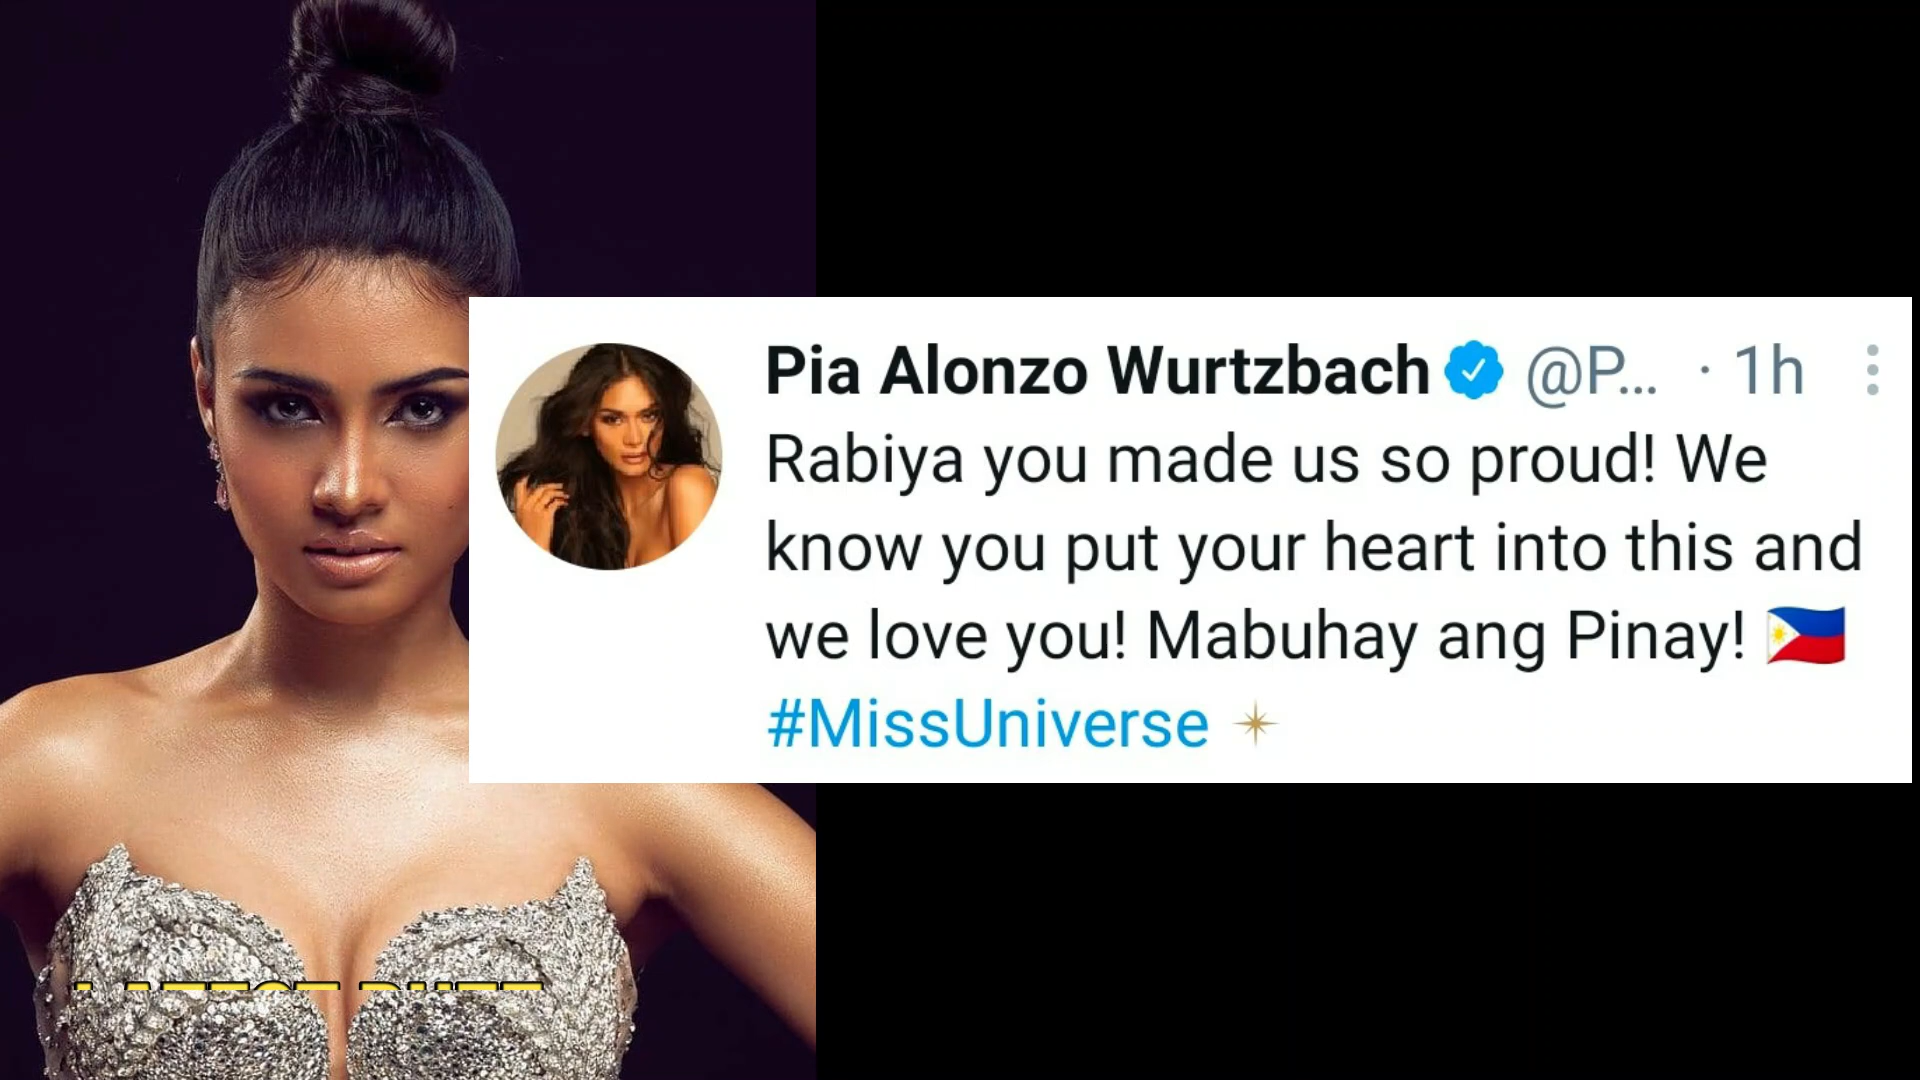 Pia Alonzo Wurtzbach @P... · 1h
Rabiya you made us so proud! We
know you put your heart into this and
we love you! Mabuhay ang Pinay! 🇵🇭
#MissUniverse